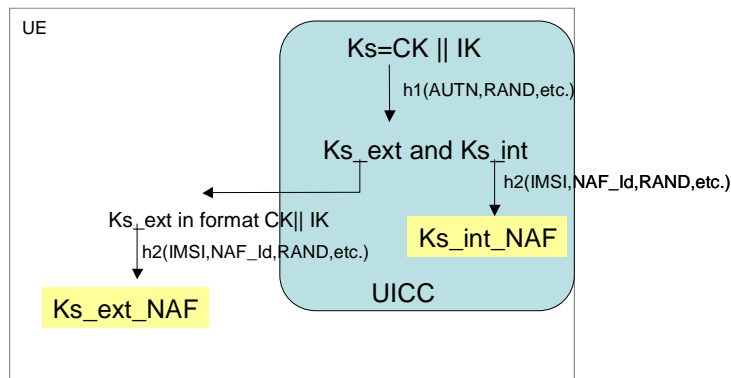 UE
Ks=CK || IK
h1(AUTN,RAND,etc.)
Ks_ext and Ks_int
h2(IMSI,NAF_Id,RAND,etc.)
Ks_ext in format CK|| IK
h2(IMSI,NAF_Id,RAND,etc.)
Ks_int_NAF
Ks_ext_NAF
UICC